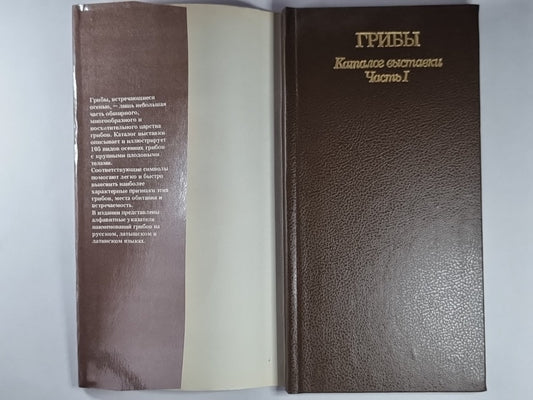 Грибы, встречающиеся
осенью, – лишь небольшая
часть обширного,
многообразного и
восхитительного царства
грибов. Каталог выставки
описывает и иллюстрирует
195 видов осенних грибов
с крупными плодовыми
телами.
Соответствующие символы
помогают легко и быстро
выяснить наиболее
характерные признаки этих
грибов, места обитания и
встречаемость.
В издании представлены
алфавитные указатели
наименований грибов на
русском, латышском и
латинском языках.
ГРИБЫ
Каталог выставки
Часть I